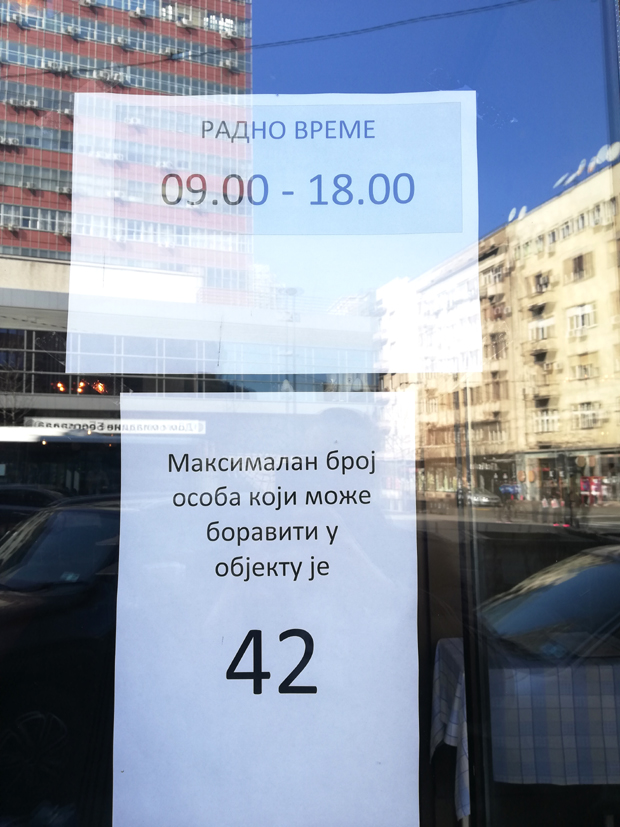 РАДНО ВРЕМЕ
09.00 - 18.00
Максималан број
особа који може
боравити у
објекту је
42